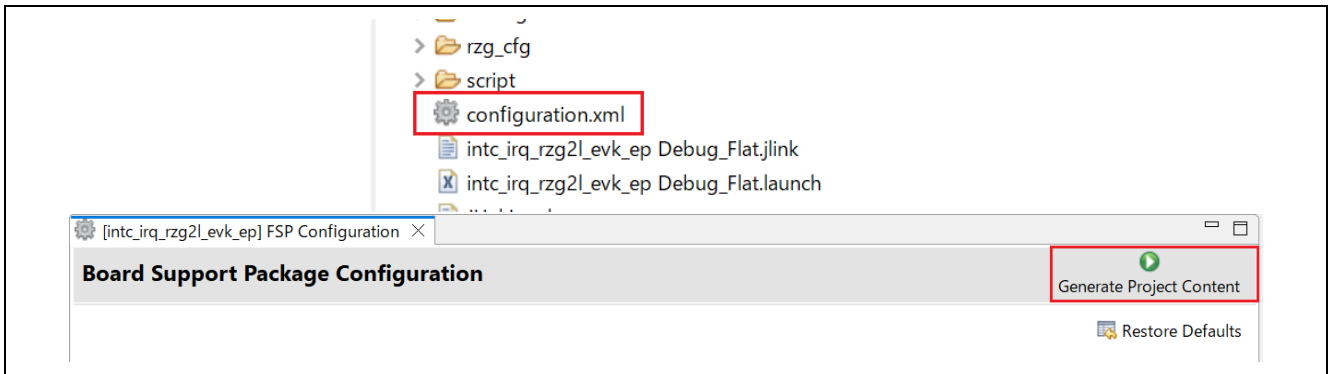 rzg_cfg
script
configuration.xml
intc_irq_rzg2l_evk_ep Debug_Flat.jlink
intc_irq_rzg2l_evk_ep Debug_Flat.launch
[intc_irq_rzg2l_evk_ep] FSP Configuration
Board Support Package Configuration
Generate Project Content
Restore Defaults